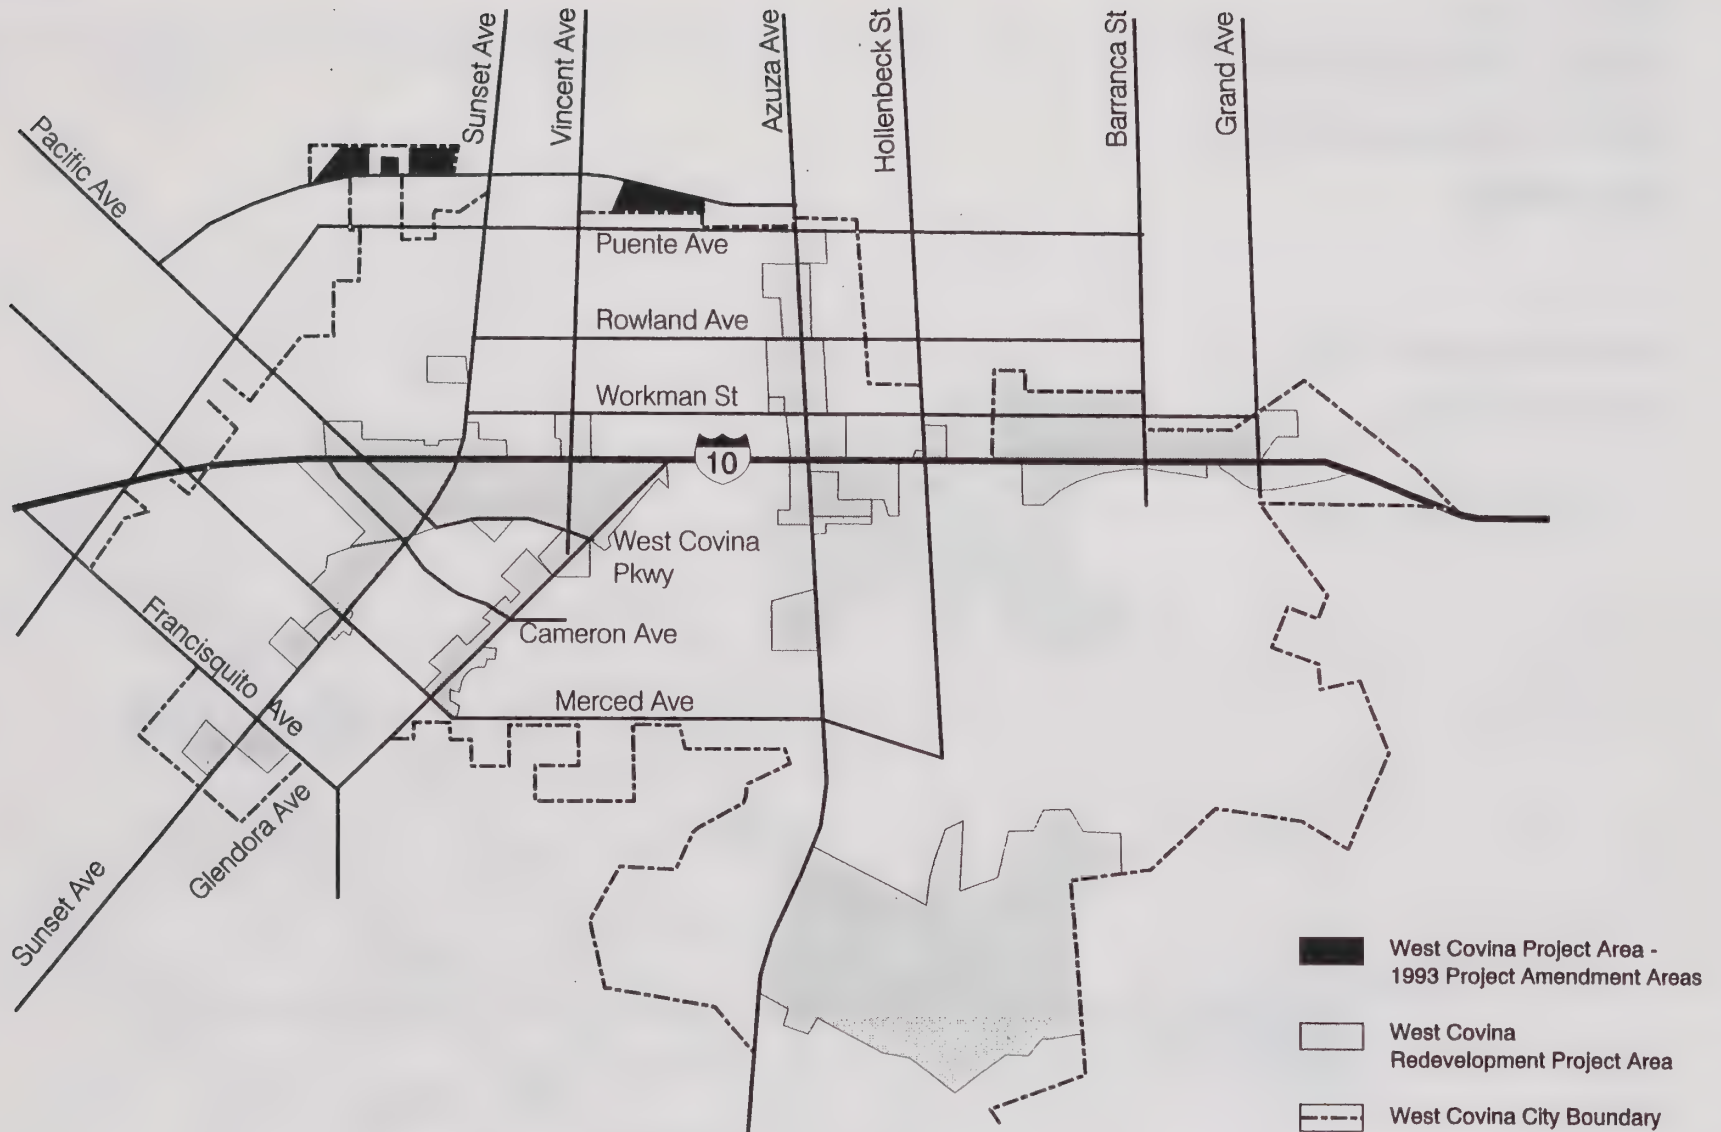 Sunset Ave
Vincent Ave
Azuza Ave
Hollenbeck St
Barranca St
Grand Ave
Pacific Ave
Puente Ave
Rowland Ave
Workman St
10
West Covina
Pkwy
Cameron Ave
Francisquito
Ave
Merced Ave
Glendora Ave
Sunset Ave
West Covina Project Area -
1993 Project Amendment Areas
West Covina
Redevelopment Project Area
West Covina City Boundary